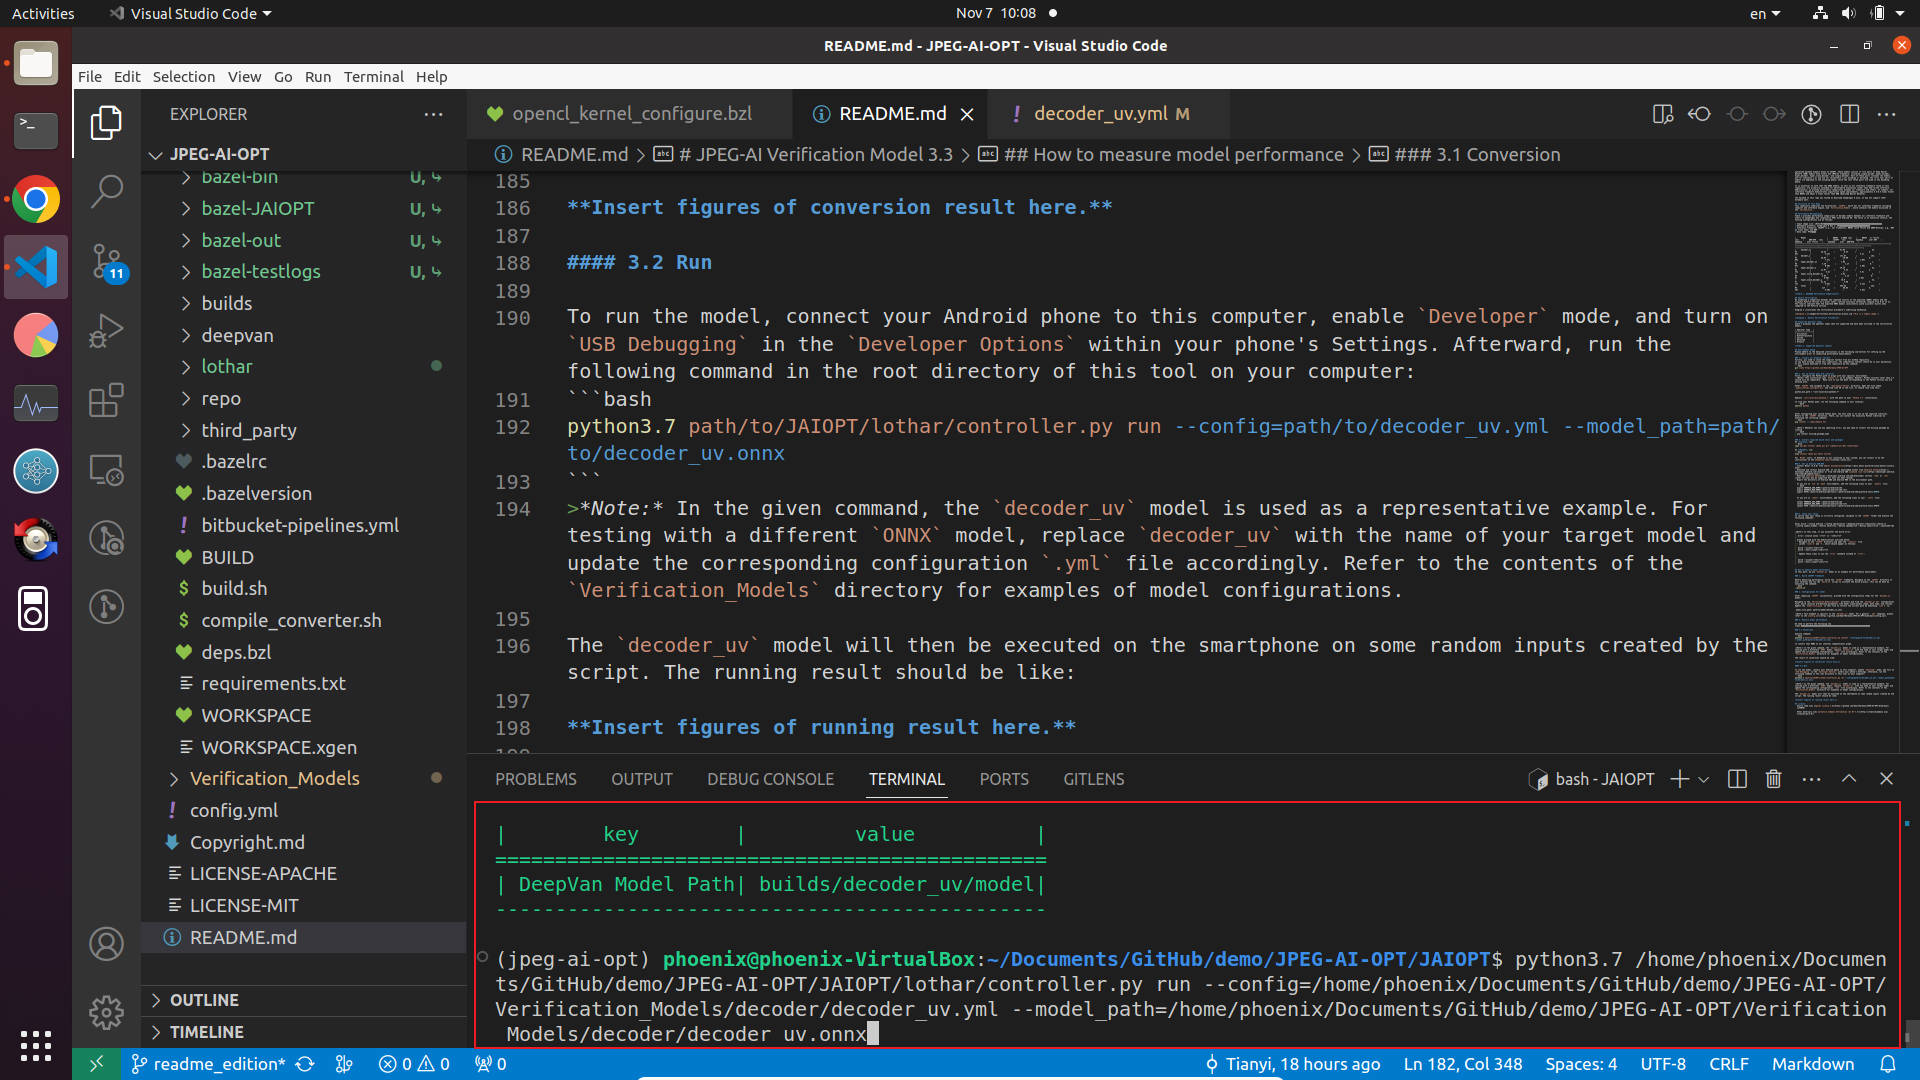 Activities
Visual Studio Code
Nov 7 10:08
en
README.md - JPEG-AI-OPT - Visual Studio Code
File Edit Selection View Go Run Terminal Help
EXPLORER
JPEG-AI-OPT
bazel-bin U,
bazel-JAIOPT U,
bazel-out U,
bazel-testlogs U,
builds
deepvan
lothar
repo
third_party
.bazelrc
.bazelversion
bitbucket-pipelines.yml
BUILD
build.sh
compile_converter.sh
deps.bzl
requirements.txt
WORKSPACE
WORKSPACE.xgen
Verification_Models
config.yml
Copyright.md
LICENSE-APACHE
LICENSE-MIT
README.md
OUTLINE
TIMELINE
11
opencl_kernel_configure.bzl
README.md
decoder_uv.yml M
README.md > # JPEG-AI Verification Model 3.3 > ## How to measure model performance > ### 3.1 Conversion
185
186 **Insert figures of conversion result here.**
187
188 #### 3.2 Run
189
190 To run the model, connect your Android phone to this computer, enable `Developer` mode, and turn on
`USB Debugging` in the `Developer Options` within your phone's Settings. Afterward, run the
following command in the root directory of this tool on your computer:
191 ```bash
192 python3.7 path/to/JAIOPT/lothar/controller.py run --config=path/to/decoder_uv.yml --model_path=path/
to/decoder_uv.onnx
193 ```
194 >*Note:* In the given command, the `decoder_uv` model is used as a representative example. For
testing with a different `ONNX` model, replace `decoder_uv` with the name of your target model and
update the corresponding configuration `.yml` file accordingly. Refer to the contents of the
`Verification_Models` directory for examples of model configurations.
195
196 The `decoder_uv` model will then be executed on the smartphone on some random inputs created by the
script. The running result should be like:
197
198 **Insert figures of running result here.**
PROBLEMS OUTPUT DEBUG CONSOLE TERMINAL PORTS GITLENS
bash - JAIOPT
| key | value |
==============================================
| DeepVan Model Path| builds/decoder_uv/model|
----------------------------------------------
(jpeg-ai-opt) phoenix@phoenix-VirtualBox:~/Documents/GitHub/demo/JPEG-AI-OPT/JAIOPT$ python3.7 /home/phoenix/Documen
ts/GitHub/demo/JPEG-AI-OPT/JAIOPT/lothar/controller.py run --config=/home/phoenix/Documents/GitHub/demo/JPEG-AI-OPT/
Verification_Models/decoder/decoder_uv.yml --model_path=/home/phoenix/Documents/GitHub/demo/JPEG-AI-OPT/Verification
_Models/decoder/decoder_uv.onnx
readme_edition* 0 0 0
Tianyi, 18 hours ago Ln 182, Col 348 Spaces: 4 UTF-8 CRLF Markdown